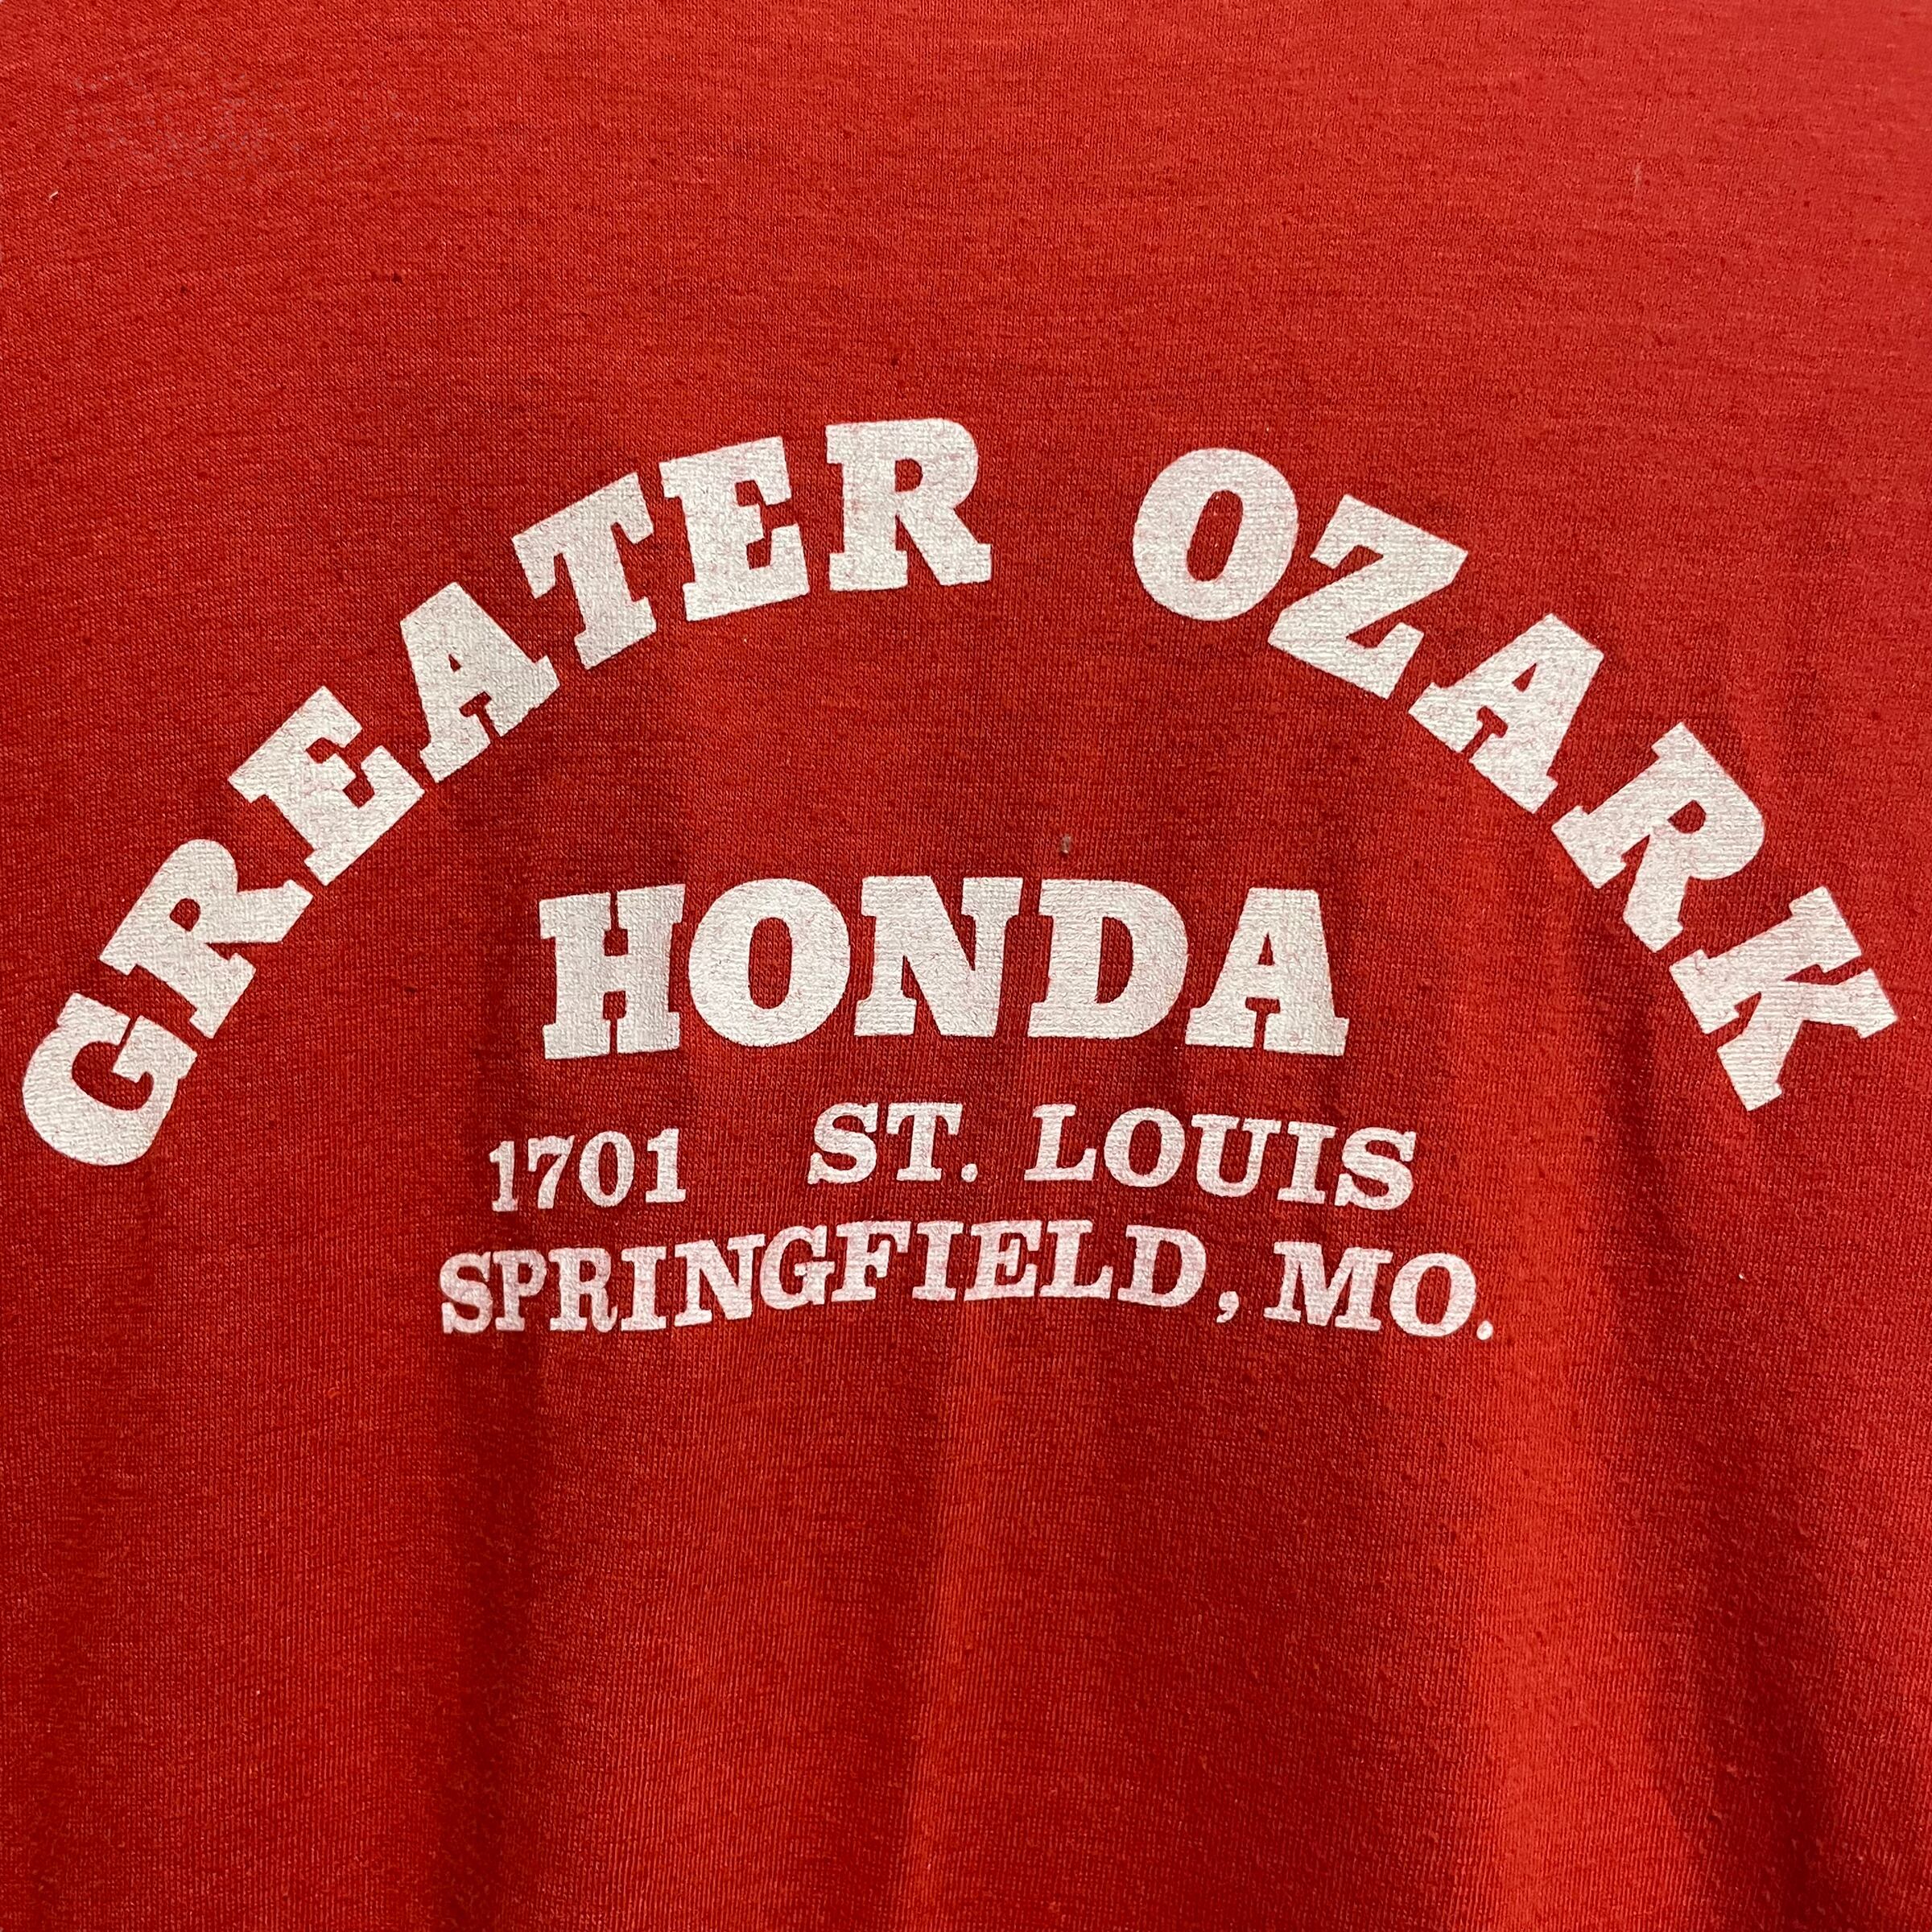 GREATER OZARK
HONDA
1701 ST. LOUIS
SPRINGFIELD, MO.